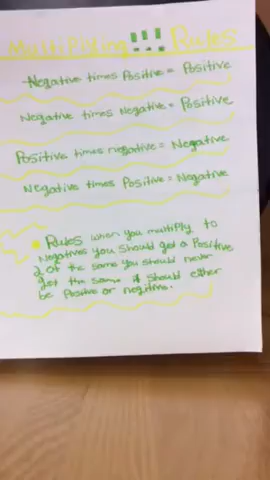 Multiplying !!! Rules
Negative times Positive = Positive
Negative times Negative = Positive
Positive times negative = Negative
Negative times Positive = Negative
Rules when you multiply to
Negatives you should get a Positive
2 of the same you should never
get the same it should either
be Positive or negitive.